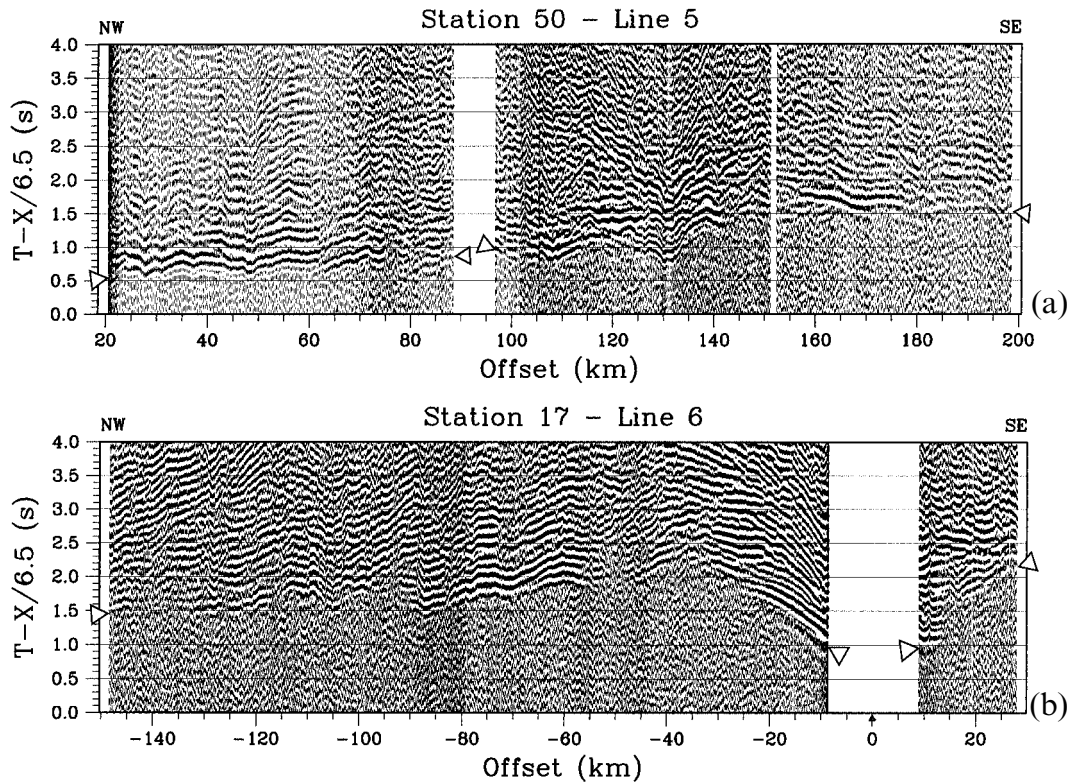 Station 50 – Line 5
NW SE
4.0
3.5
3.0
2.5
2.0
1.5
1.0
0.5
0.0
T-X/6.5 (s)
20 40 60 80 100 120 140 160 180 200
Offset (km)
(a)
Station 17 – Line 6
NW SE
4.0
3.5
3.0
2.5
2.0
1.5
1.0
0.5
0.0
T-X/6.5 (s)
-140 -120 -100 -80 -60 -40 -20 0 20
Offset (km)
(b)